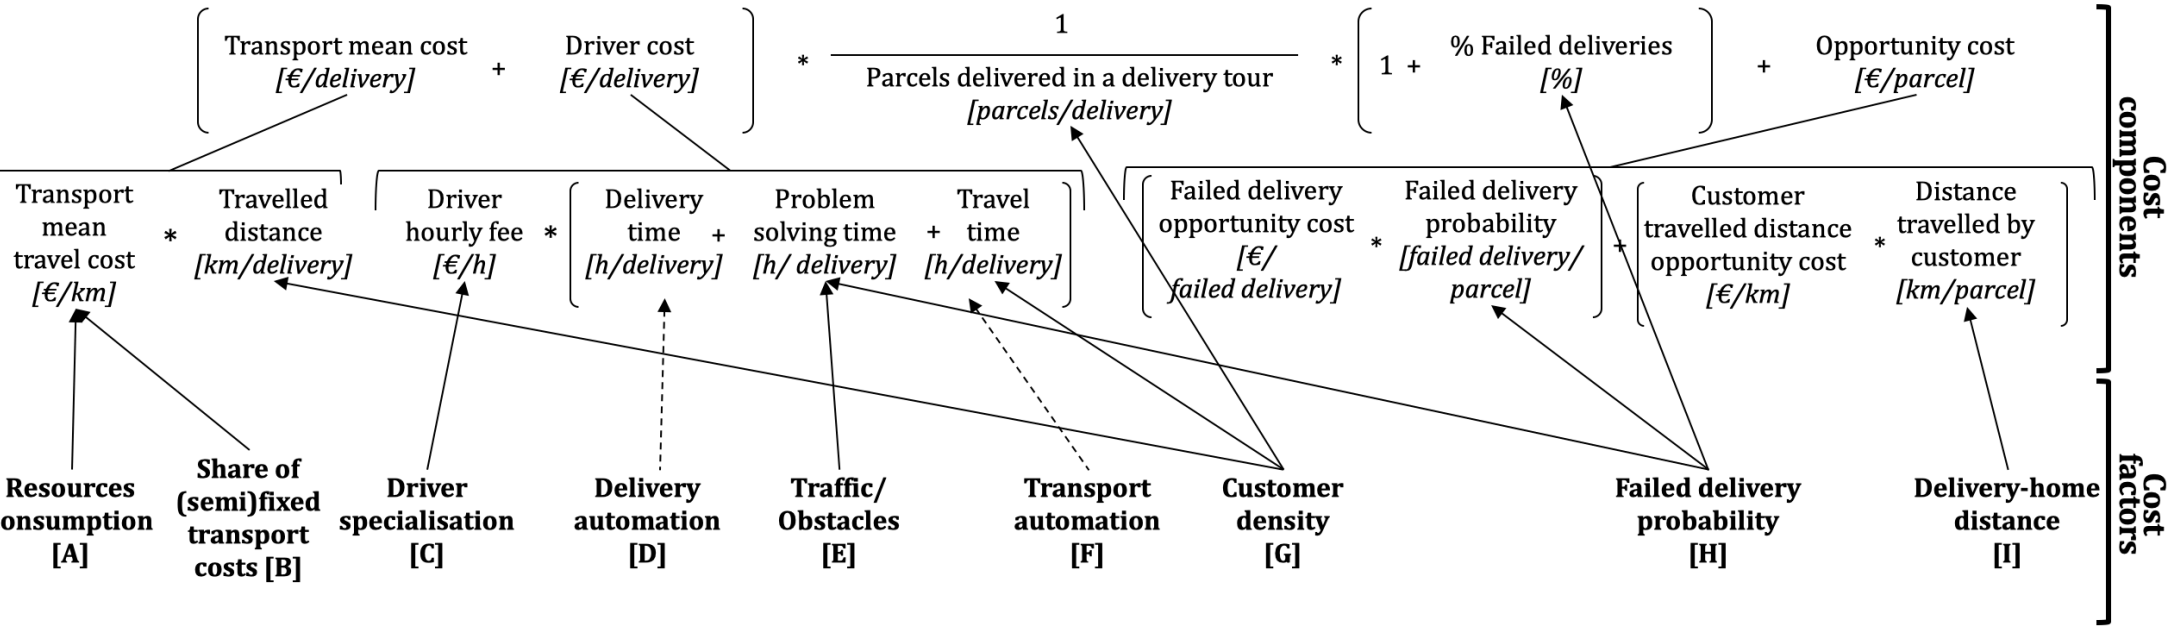 1
Transport mean cost
[€/delivery]
+
Driver cost
[€/delivery]
*
Parcels delivered in a delivery tour
[parcels/delivery]
*
1 +
% Failed deliveries
[%]
+
Opportunity cost
[€/parcel]
Cost
components
Transport
mean
travel cost
[€/km]
*
Travelled
distance
[km/delivery]
Driver
hourly fee
[€/h]
*
Delivery
time
[h/delivery]
+
Problem
solving time
[h/ delivery]
+
Travel
time
[h/delivery]
Failed delivery
opportunity cost
[€/
failed delivery]
*
Failed delivery
probability
[failed delivery/
parcel]
+
Customer
travelled distance
opportunity cost
[€/km]
*
Distance
travelled by
customer
[km/parcel]
Resources
onsumption
[A]
Share of
(semi)fixed
transport
costs [B]
Driver
specialisation
[C]
Delivery
automation
[D]
Traffic/
Obstacles
[E]
Transport
automation
[F]
Customer
density
[G]
Failed delivery
probability
[H]
Delivery-home
distance
[I]
Cost
factors